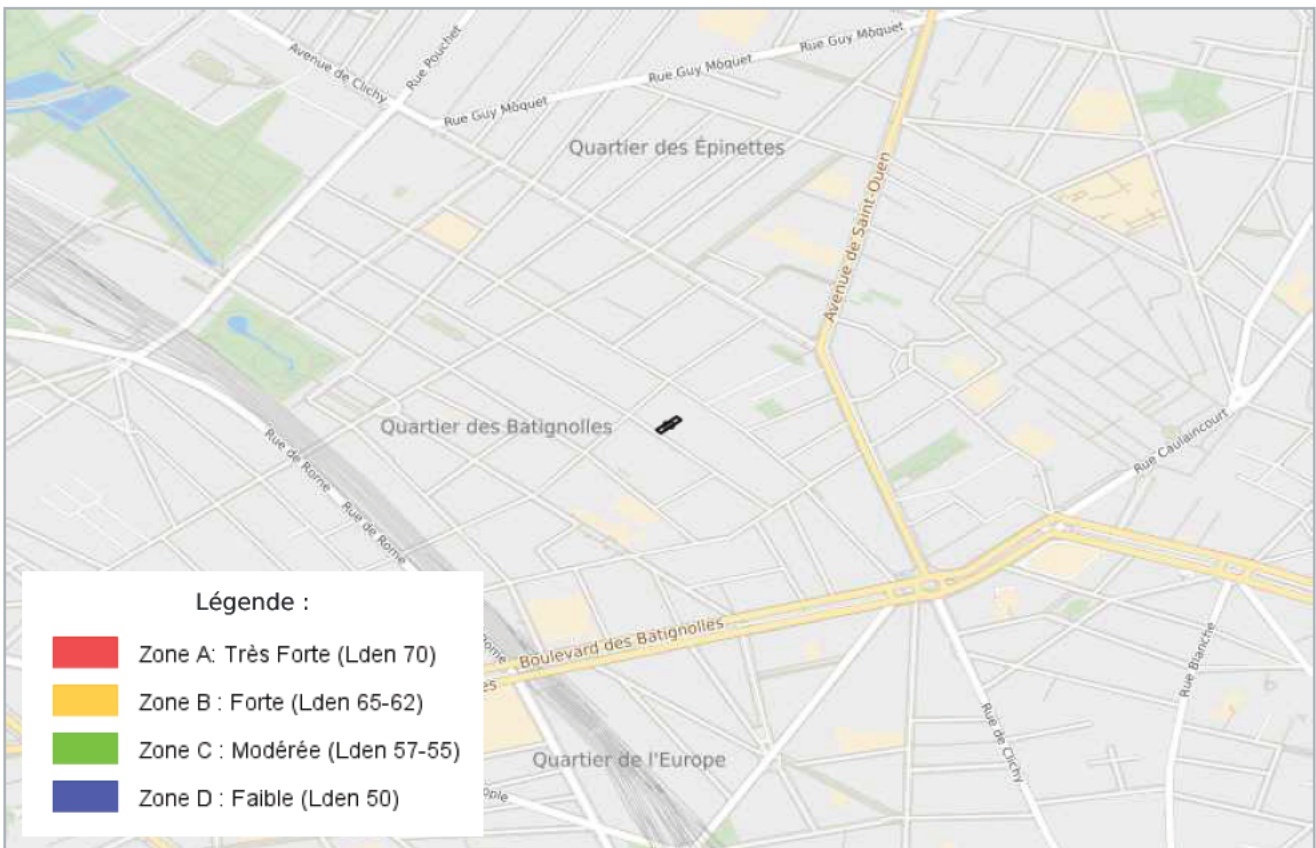 Avenue de Clichy
Rue Pouchet
Rue Guy Môquet
Rue Guy Môquet
Rue Guy Môquet
Quartier des Épinettes
Avenue de Saint-Ouen
Quartier des Batignolles
Rue de Rome
Rue de Rome
Rue Caulaincourt
Boulevard des Batignolles
Rome
es
Rue Blanche
Rue de Clichy
Quartier de l'Europe
ople
Légende :
Zone A: Très Forte (Lden 70)
Zone B : Forte (Lden 65-62)
Zone C : Modérée (Lden 57-55)
Zone D : Faible (Lden 50)